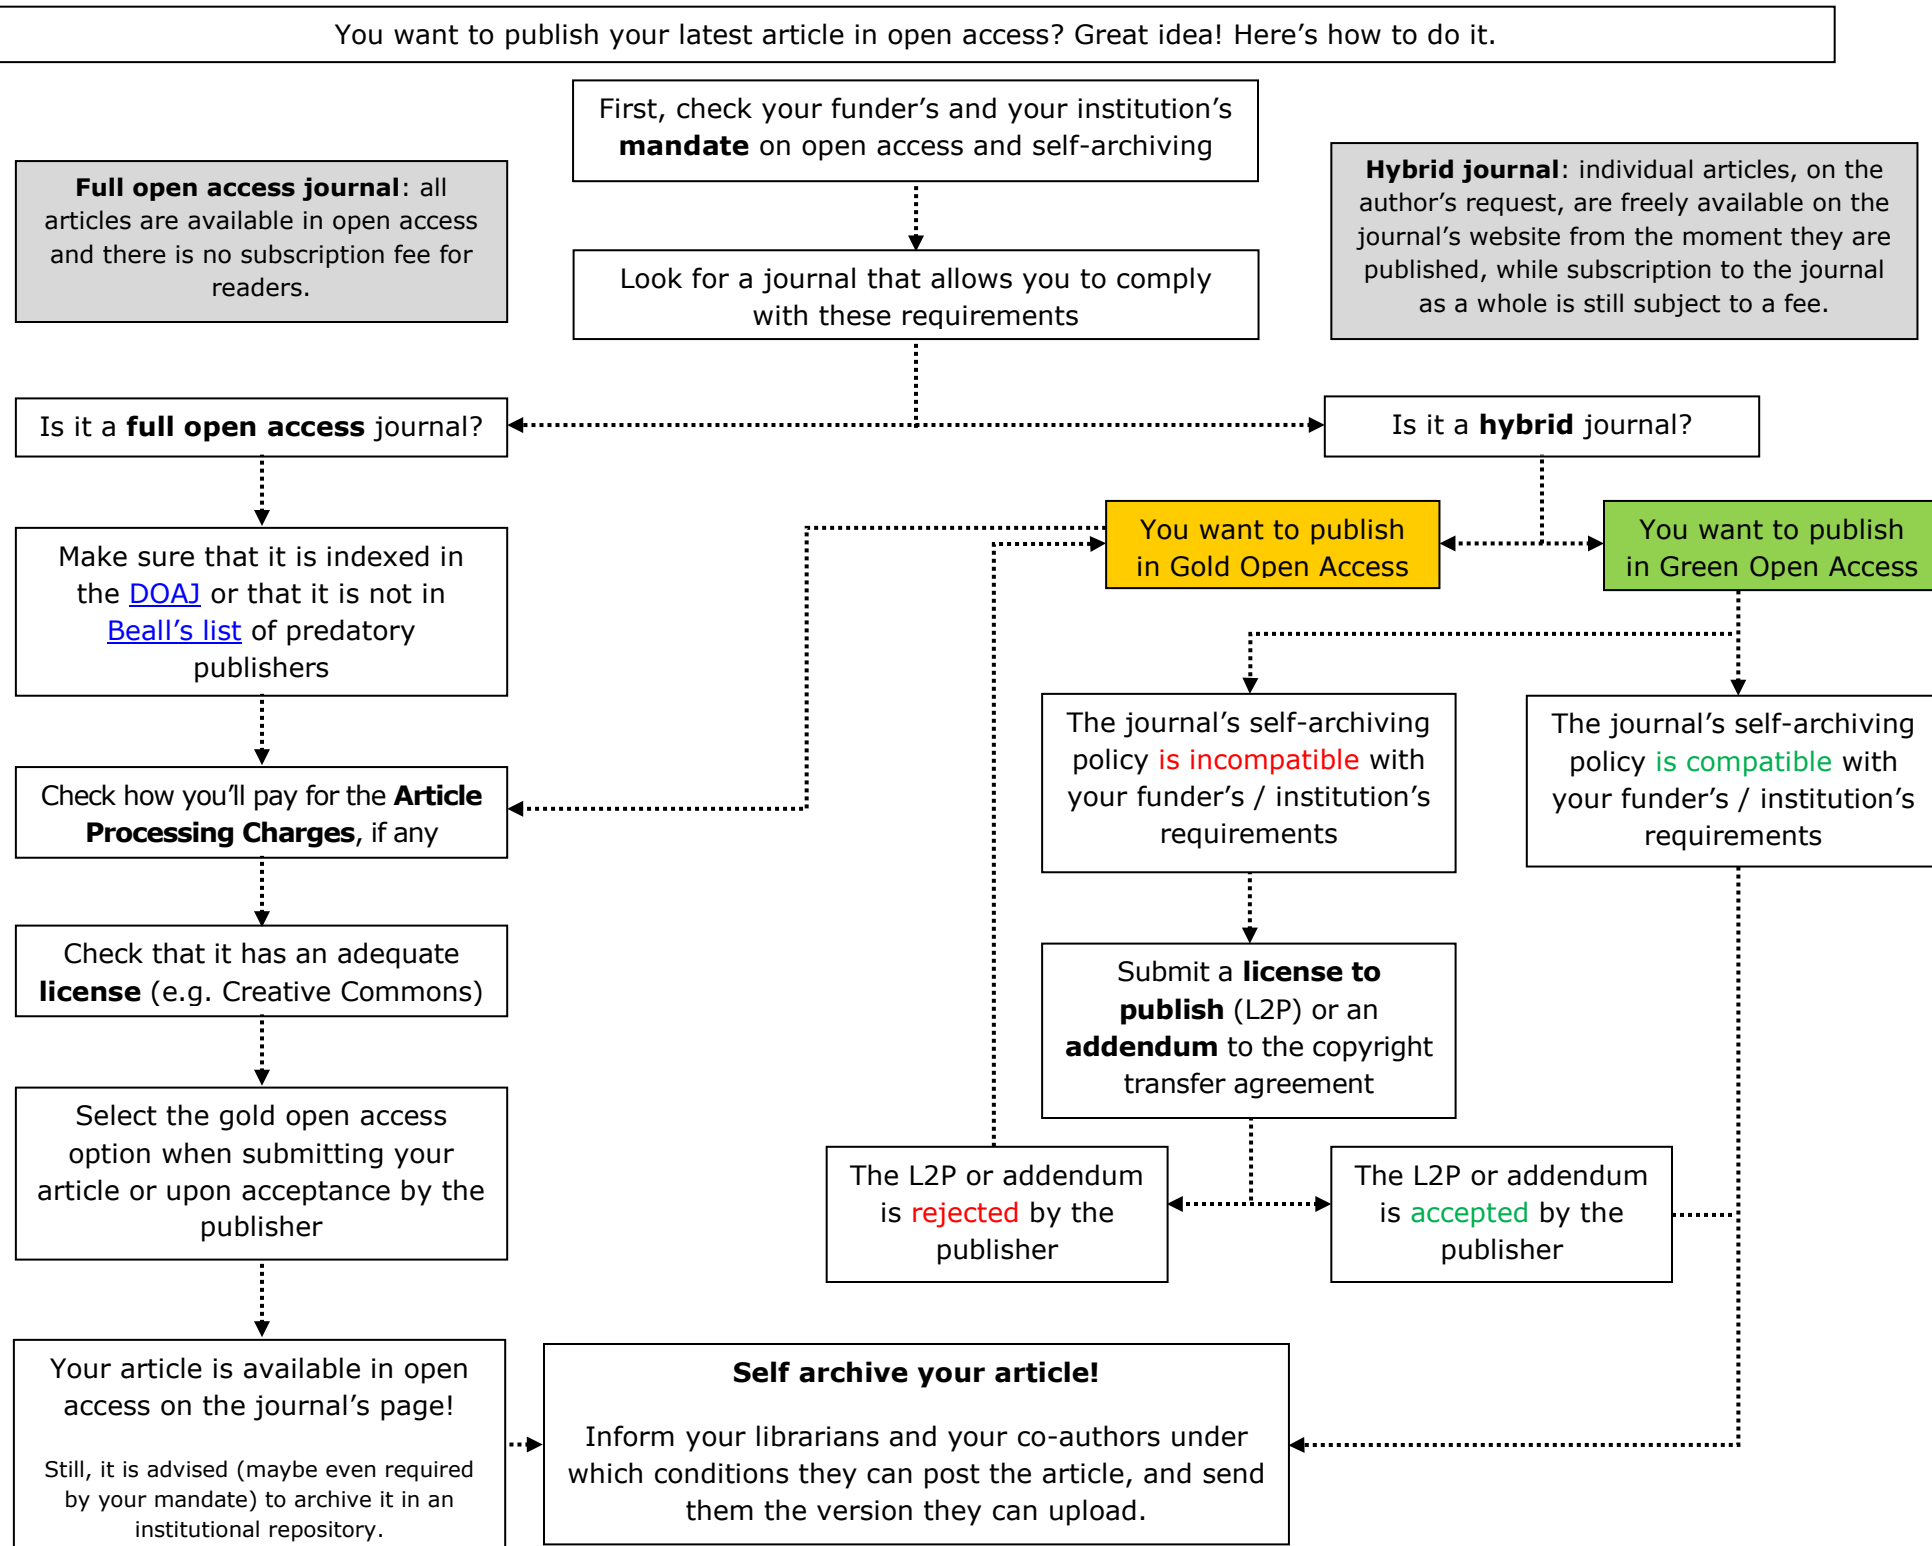 You want to publish your latest article in open access? Great idea! Here’s how to do it.
First, check your funder’s and your institution’s
mandate on open access and self-archiving
Full open access journal: all
articles are available in open access
and there is no subscription fee for
readers.
Hybrid journal: individual articles, on the
author’s request, are freely available on the
journal’s website from the moment they are
published, while subscription to the journal
as a whole is still subject to a fee.
Look for a journal that allows you to comply
with these requirements
Is it a full open access journal?
Is it a hybrid journal?
You want to publish
in Gold Open Access
You want to publish
in Green Open Access
Make sure that it is indexed in
the DOAJ or that it is not in
Beall’s list of predatory
publishers
The journal’s self-archiving
policy is incompatible with
your funder’s / institution’s
requirements
The journal’s self-archiving
policy is compatible with
your funder’s / institution’s
requirements
Check how you’ll pay for the Article
Processing Charges, if any
Check that it has an adequate
license (e.g. Creative Commons)
Submit a license to
publish (L2P) or an
addendum to the copyright
transfer agreement
Select the gold open access
option when submitting your
article or upon acceptance by the
publisher
The L2P or addendum
is rejected by the
publisher
The L2P or addendum
is accepted by the
publisher
Your article is available in open
access on the journal’s page!
Still, it is advised (maybe even required
by your mandate) to archive it in an
institutional repository.
Self archive your article!
Inform your librarians and your co-authors under
which conditions they can post the article, and send
them the version they can upload.